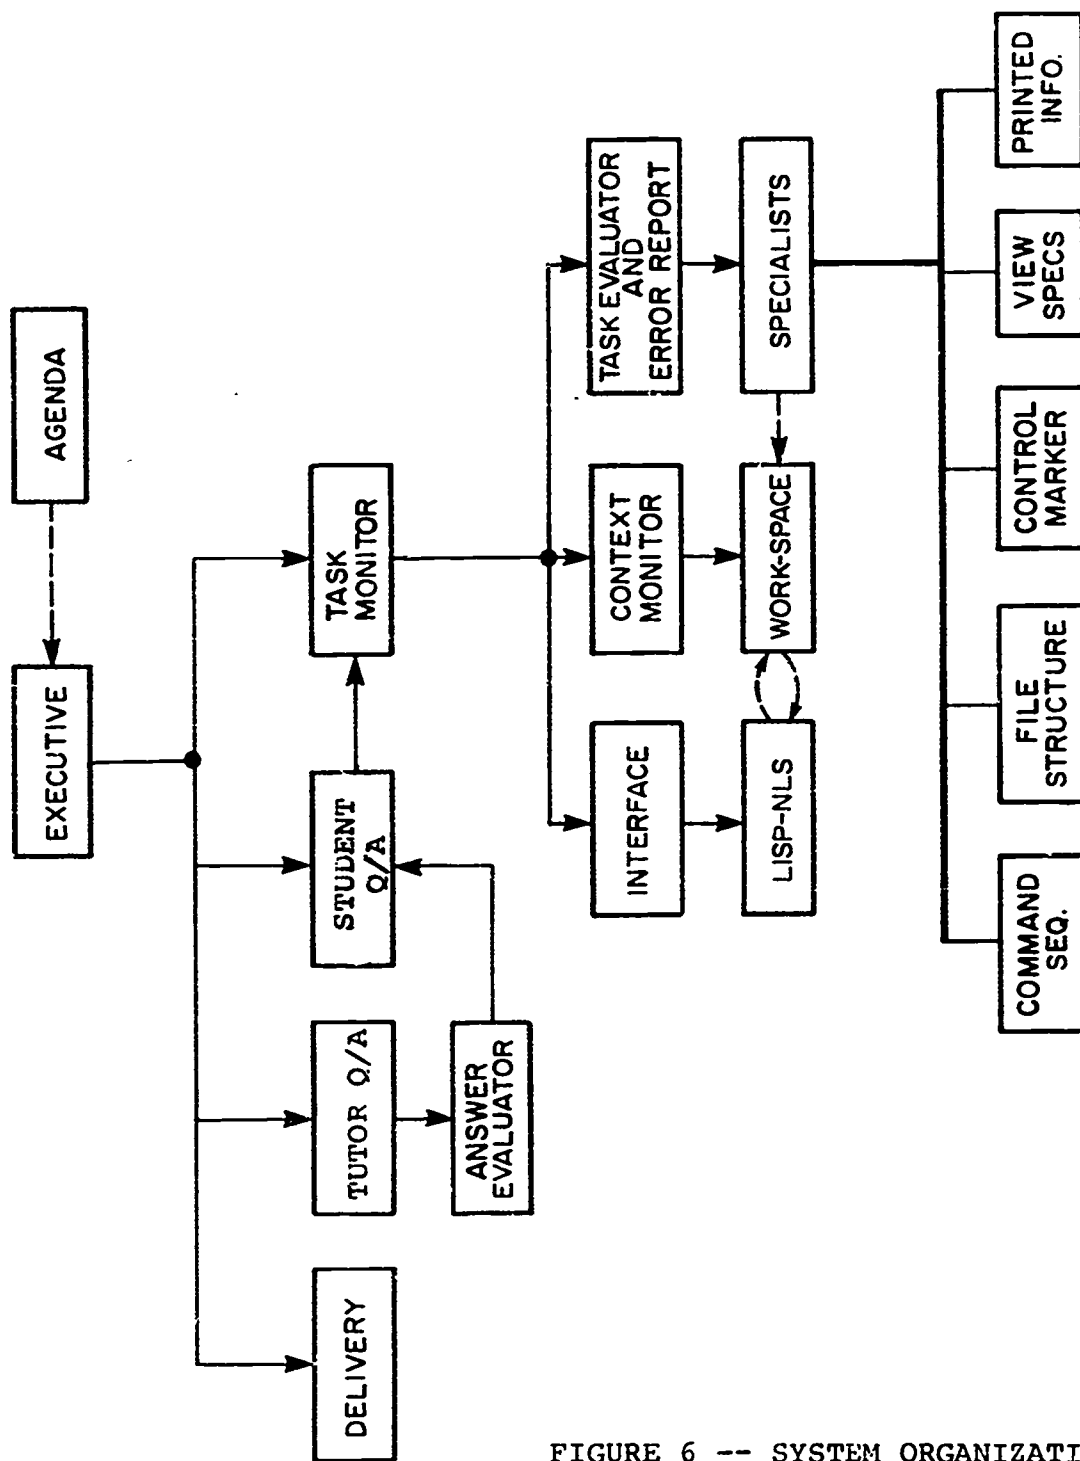 AGENDA
EXECUTIVE
DELIVERY
TUTOR Q/A
STUDENT
Q/A
TASK
MONITOR
ANSWER
EVALUATOR
INTERFACE
CONTEXT
MONITOR
TASK EVALUATOR
AND
ERROR REPORT
LISP-NLS
WORK-SPACE
SPECIALISTS
COMMAND
SEQ.
FILE
STRUCTURE
CONTROL
MARKER
VIEW
SPECS
PRINTED
INFO.
FIGURE 6 -- SYSTEM ORGANIZATI